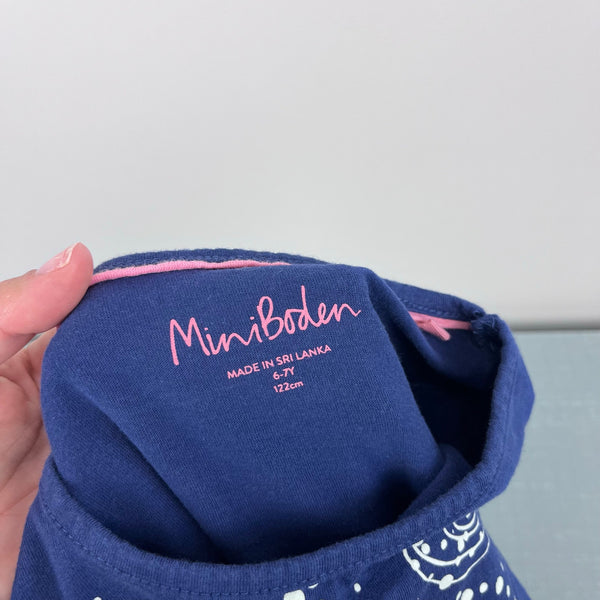 MiniBoden
MADE IN SRI LANKA
6-7Y
122cm